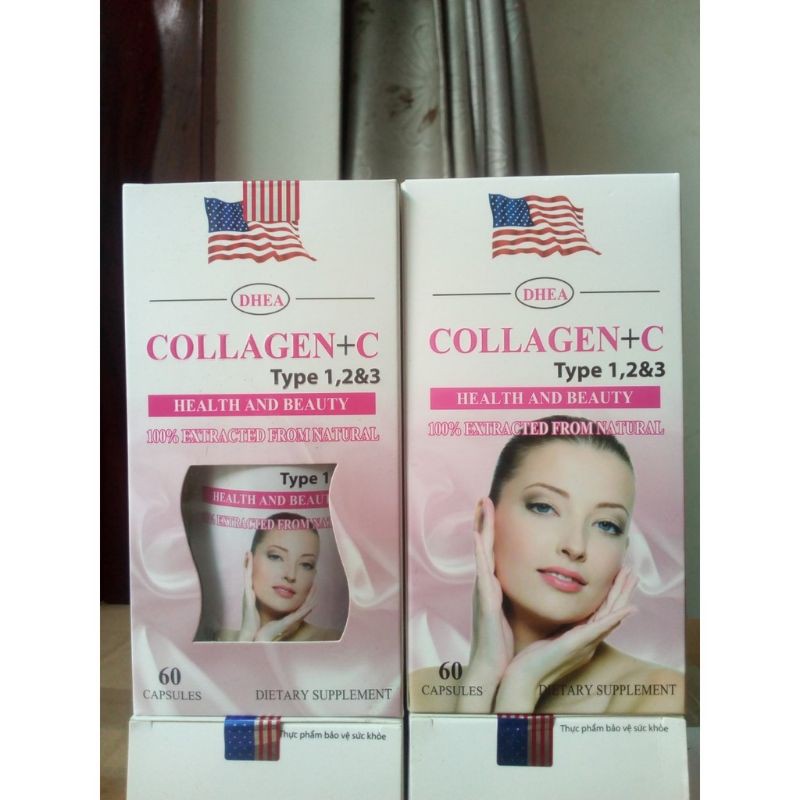 DHEA
COLLAGEN+C
Type 1,2&3
HEALTH AND BEAUTY
100% EXTRACTED FROM NATURAL
Type 1
HEALTH AND BEAU
EXTRACTED FROM
60
CAPSULES
DIETARY SUPPLEMENT
Thực phẩm bảo vệ sức khỏe
DHEA
COLLAGEN+C
Type 1,2&3
HEALTH AND BEAUTY
100% EXTRACTED FROM NATURAL
60
CAPSULES
DIETARY SUPPLEMENT
Thực phẩm bảo vệ sức khỏe